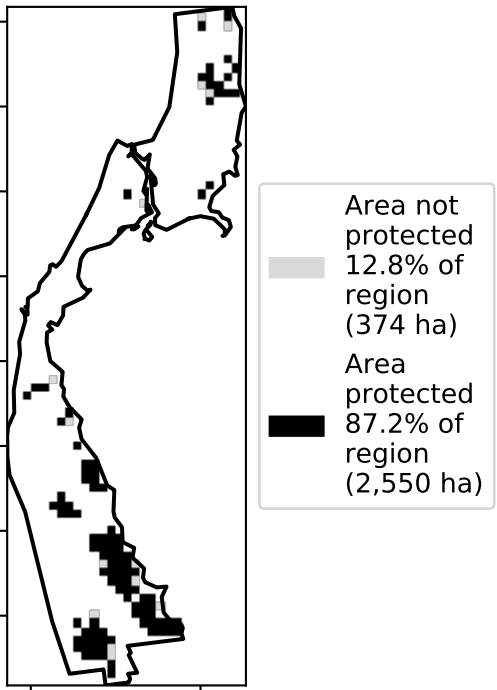 Area not
protected
12.8% of
region
(374 ha)
Area
protected
87.2% of
region
(2,550 ha)